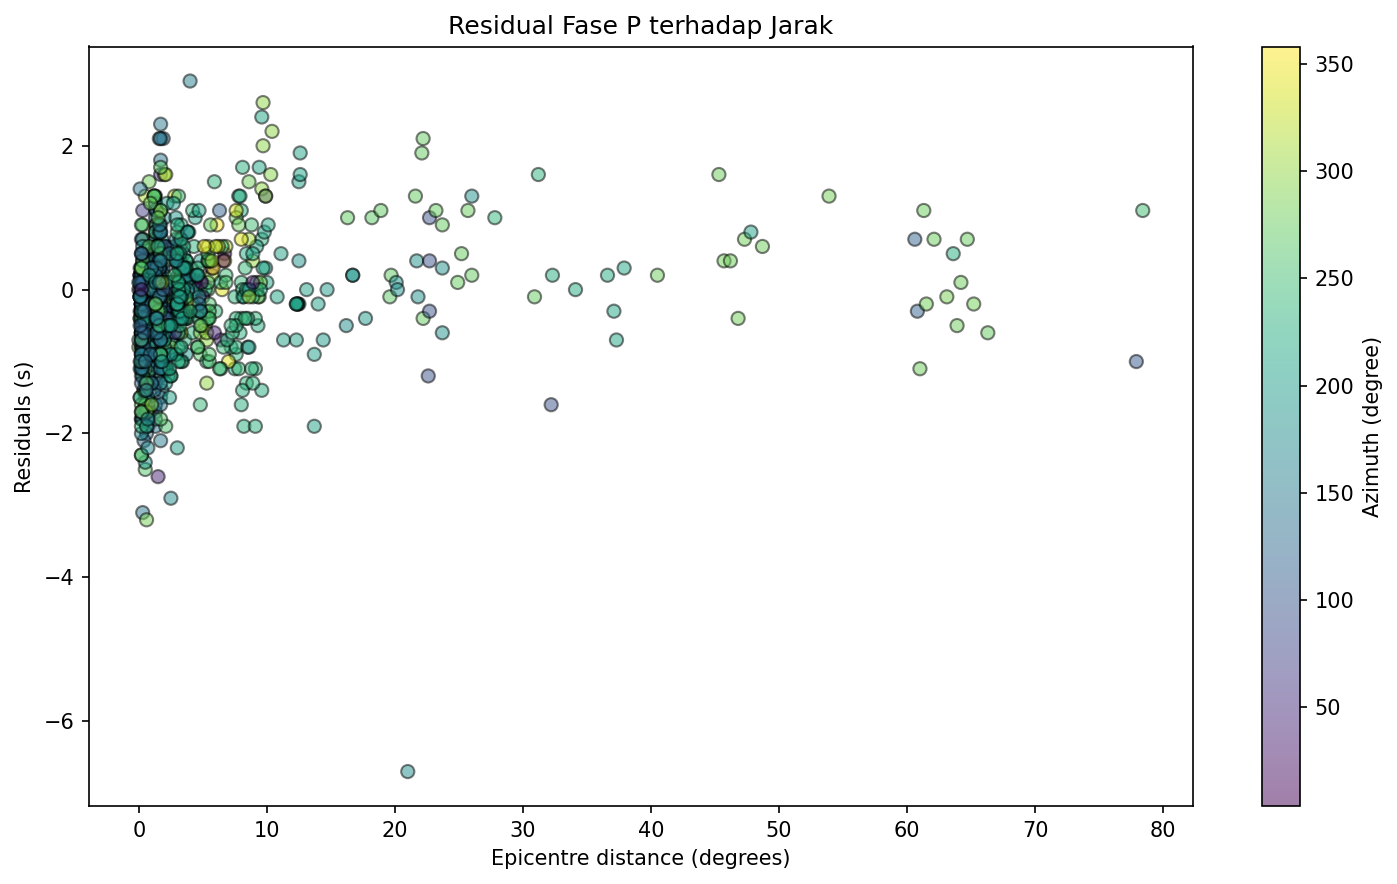 Residual Fase P terhadap Jarak
Residuals (s)
2
0
−2
−4
−6
0 10 20 30 40 50 60 70 80
Epicentre distance (degrees)
350
300
250
200
150
100
50
Azimuth (degree)